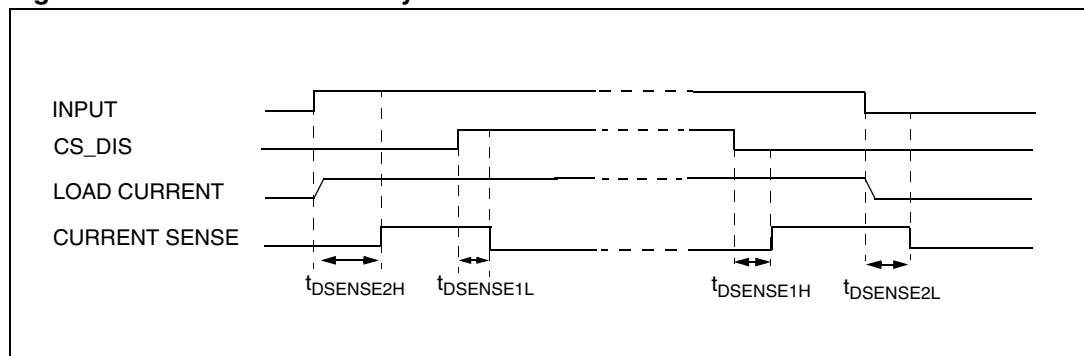 INPUT
CS_DIS
LOAD CURRENT
CURRENT SENSE
tDSENSE2H
tDSENSE1L
tDSENSE1H
tDSENSE2L